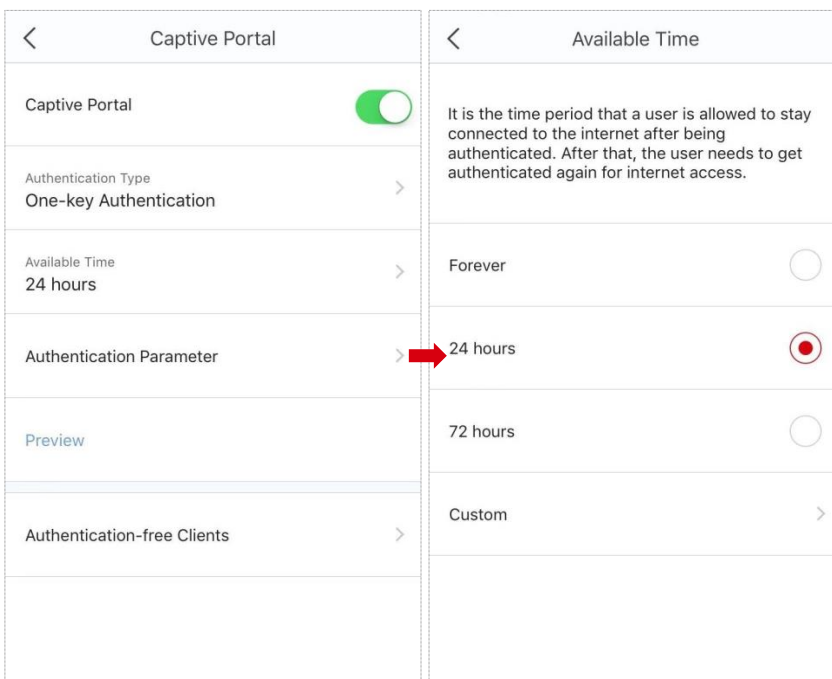 Captive Portal
Captive Portal
Authentication Type
One-key Authentication
Available Time
24 hours
Authentication Parameter
Preview
Authentication-free Clients
Available Time
It is the time period that a user is allowed to stay
connected to the internet after being
authenticated. After that, the user needs to get
authenticated again for internet access.
Forever
24 hours
72 hours
Custom